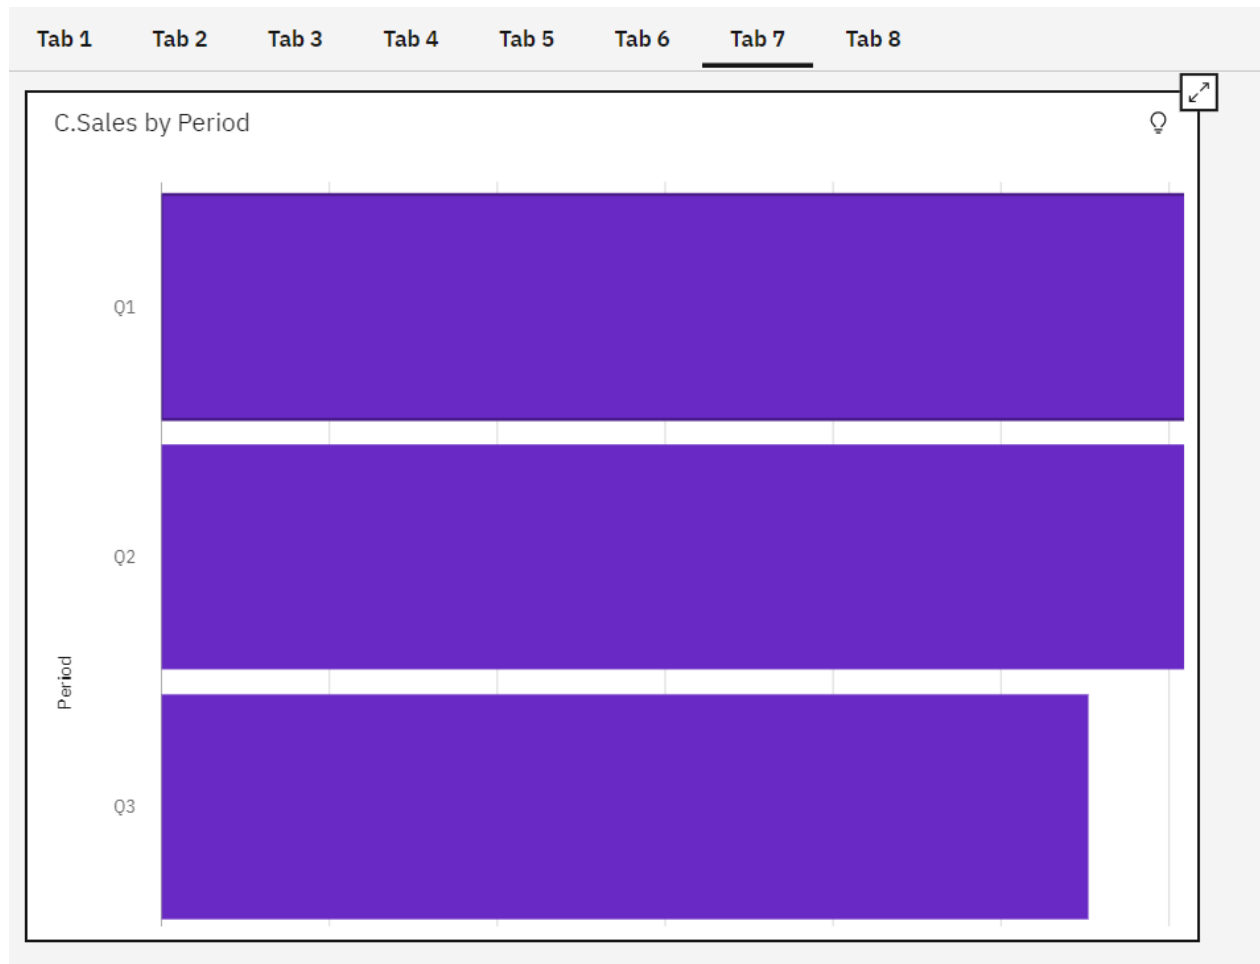 Tab 1 Tab 2 Tab 3 Tab 4 Tab 5 Tab 6 Tab 7 Tab 8
C.Sales by Period
Q1
Q2
Period
Q3